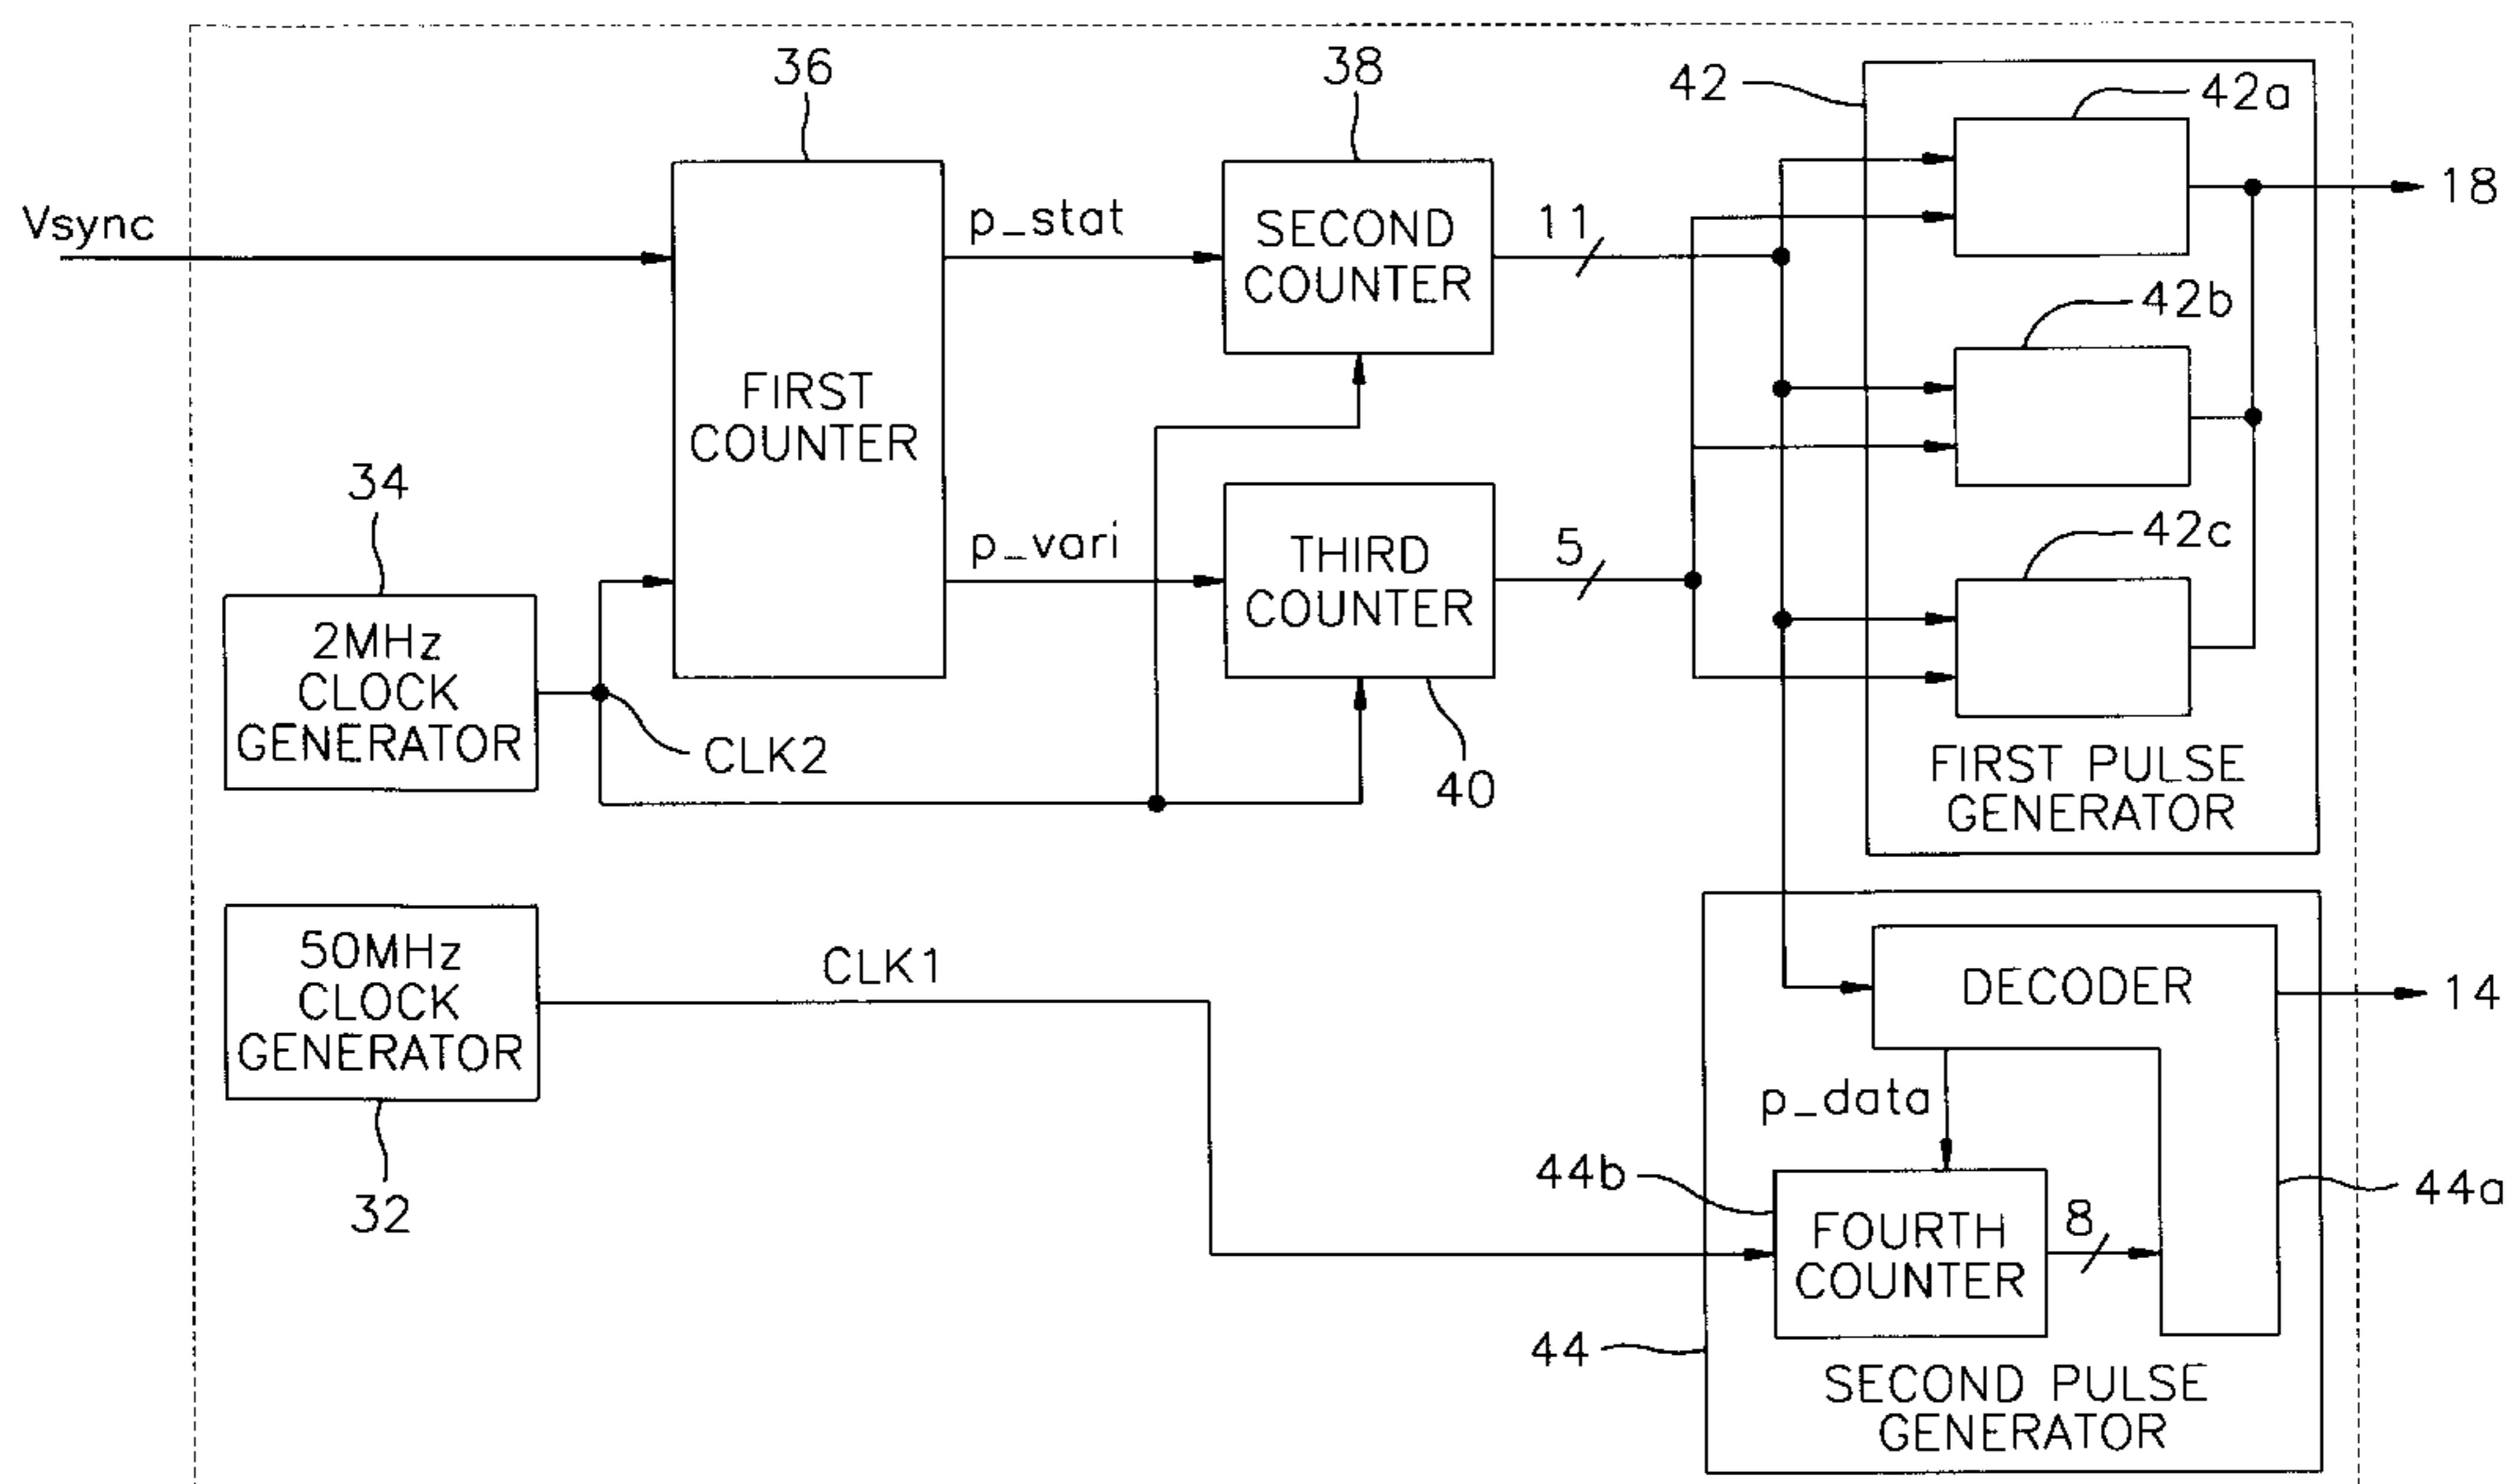 36
38
42
42a
18
Vsync
p_stat
SECOND
COUNTER
11
42b
FIRST
COUNTER
34
p_vari
THIRD
COUNTER
5
42c
2MHz
CLOCK
GENERATOR
CLK2
40
FIRST PULSE
GENERATOR
50MHz
CLOCK
GENERATOR
CLK1
DECODER
14
p_data
32
44b
FOURTH
COUNTER
8
44a
44
SECOND PULSE
GENERATOR